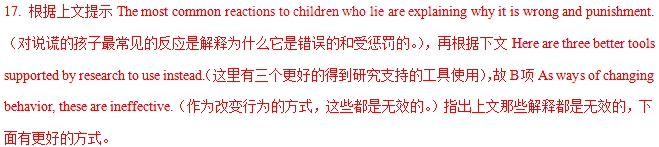 17. 根据上文提示 The most common reactions to children who lie are explaining why it is wrong and punishment.
（对说谎的孩子最常见的反应是解释为什么它是错误的和受惩罚的。），再根据下文 Here are three better tools
supported by research to use instead.(这里有三个更好的得到研究支持的工具使用），故 B项 As ways of changing
behavior, these are ineffective.（作为改变行为的方式，这些都是无效的。）指出上文那些解释都是无效的，下
面有更好的方式。